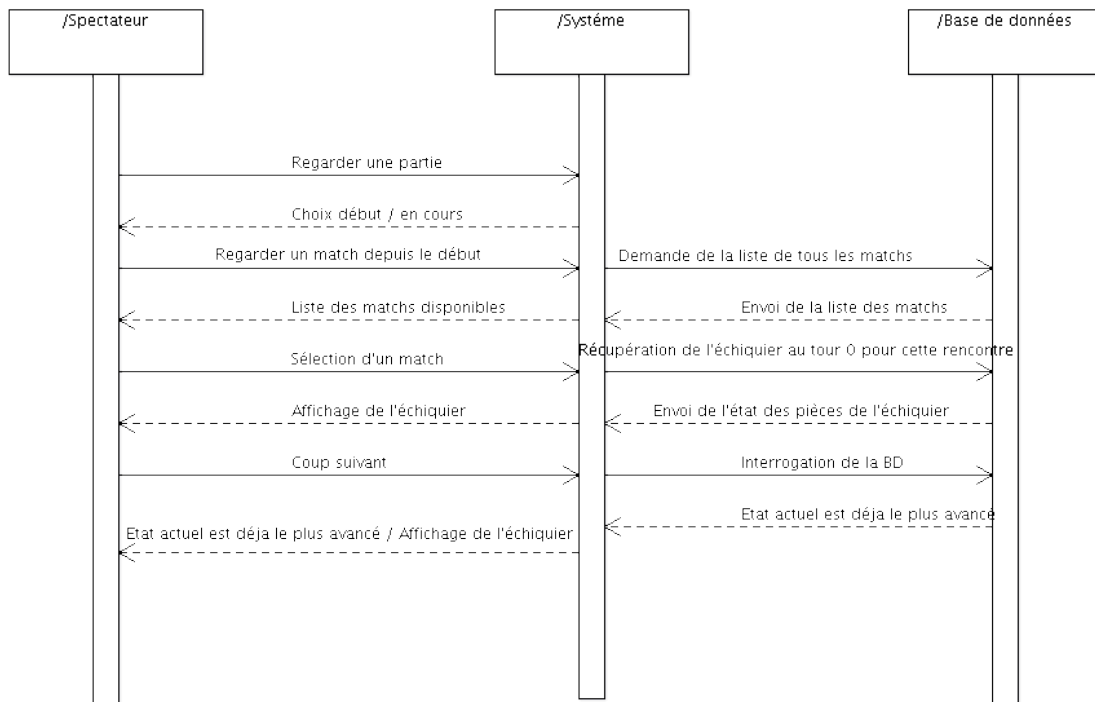 /Spectateur
/Systéme
/Base de données
Regarder une partie
Choix début / en cours
Regarder un match depuis le début
Demande de la liste de tous les matchs
Liste des matchs disponibles
Envoi de la liste des matchs
Sélection d'un match
Récupération de l'échiquier au tour 0 pour cette rencontre
Affichage de l'échiquier
Envoi de l'état des pièces de l'échiquier
Coup suivant
Interrogation de la BD
Etat actuel est déja le plus avancé
Etat actuel est déja le plus avancé / Affichage de l'échiquier